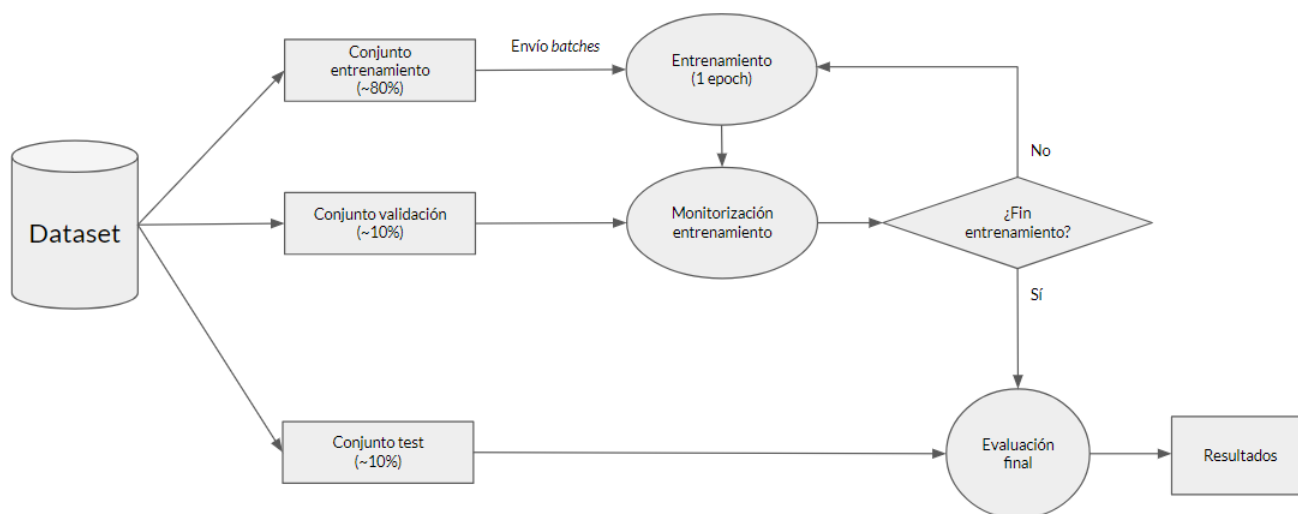 Conjunto
entrenamiento
(~80%)
Envío batches
Entrenamiento
(1 epoch)
No
Dataset
Conjunto validación
(~10%)
Monitorización
entrenamiento
¿Fin
entrenamiento?
Sí
Conjunto test
(~10%)
Evaluación
final
Resultados